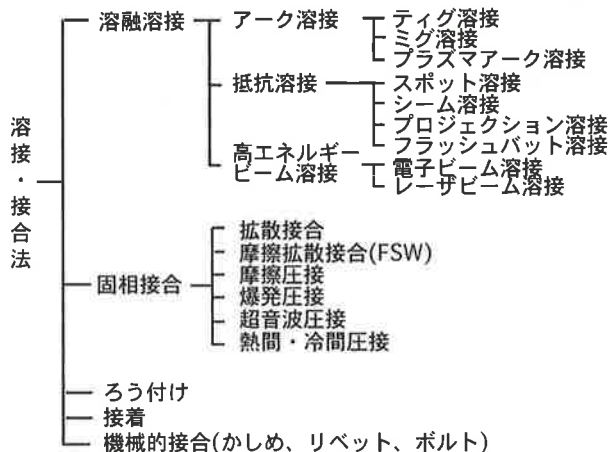 溶接・接合法
溶融溶接
アーク溶接
ティグ溶接
ミグ溶接
プラズマアーク溶接
抵抗溶接
スポット溶接
シーム溶接
プロジェクション溶接
フラッシュバット溶接
高エネルギー
ビーム溶接
電子ビーム溶接
レーザビーム溶接
固相接合
拡散接合
摩擦拡散接合(FSW)
摩擦圧接
爆発圧接
超音波圧接
熱間・冷間圧接
ろう付け
接着
機械的接合(かしめ、リベット、ボルト)